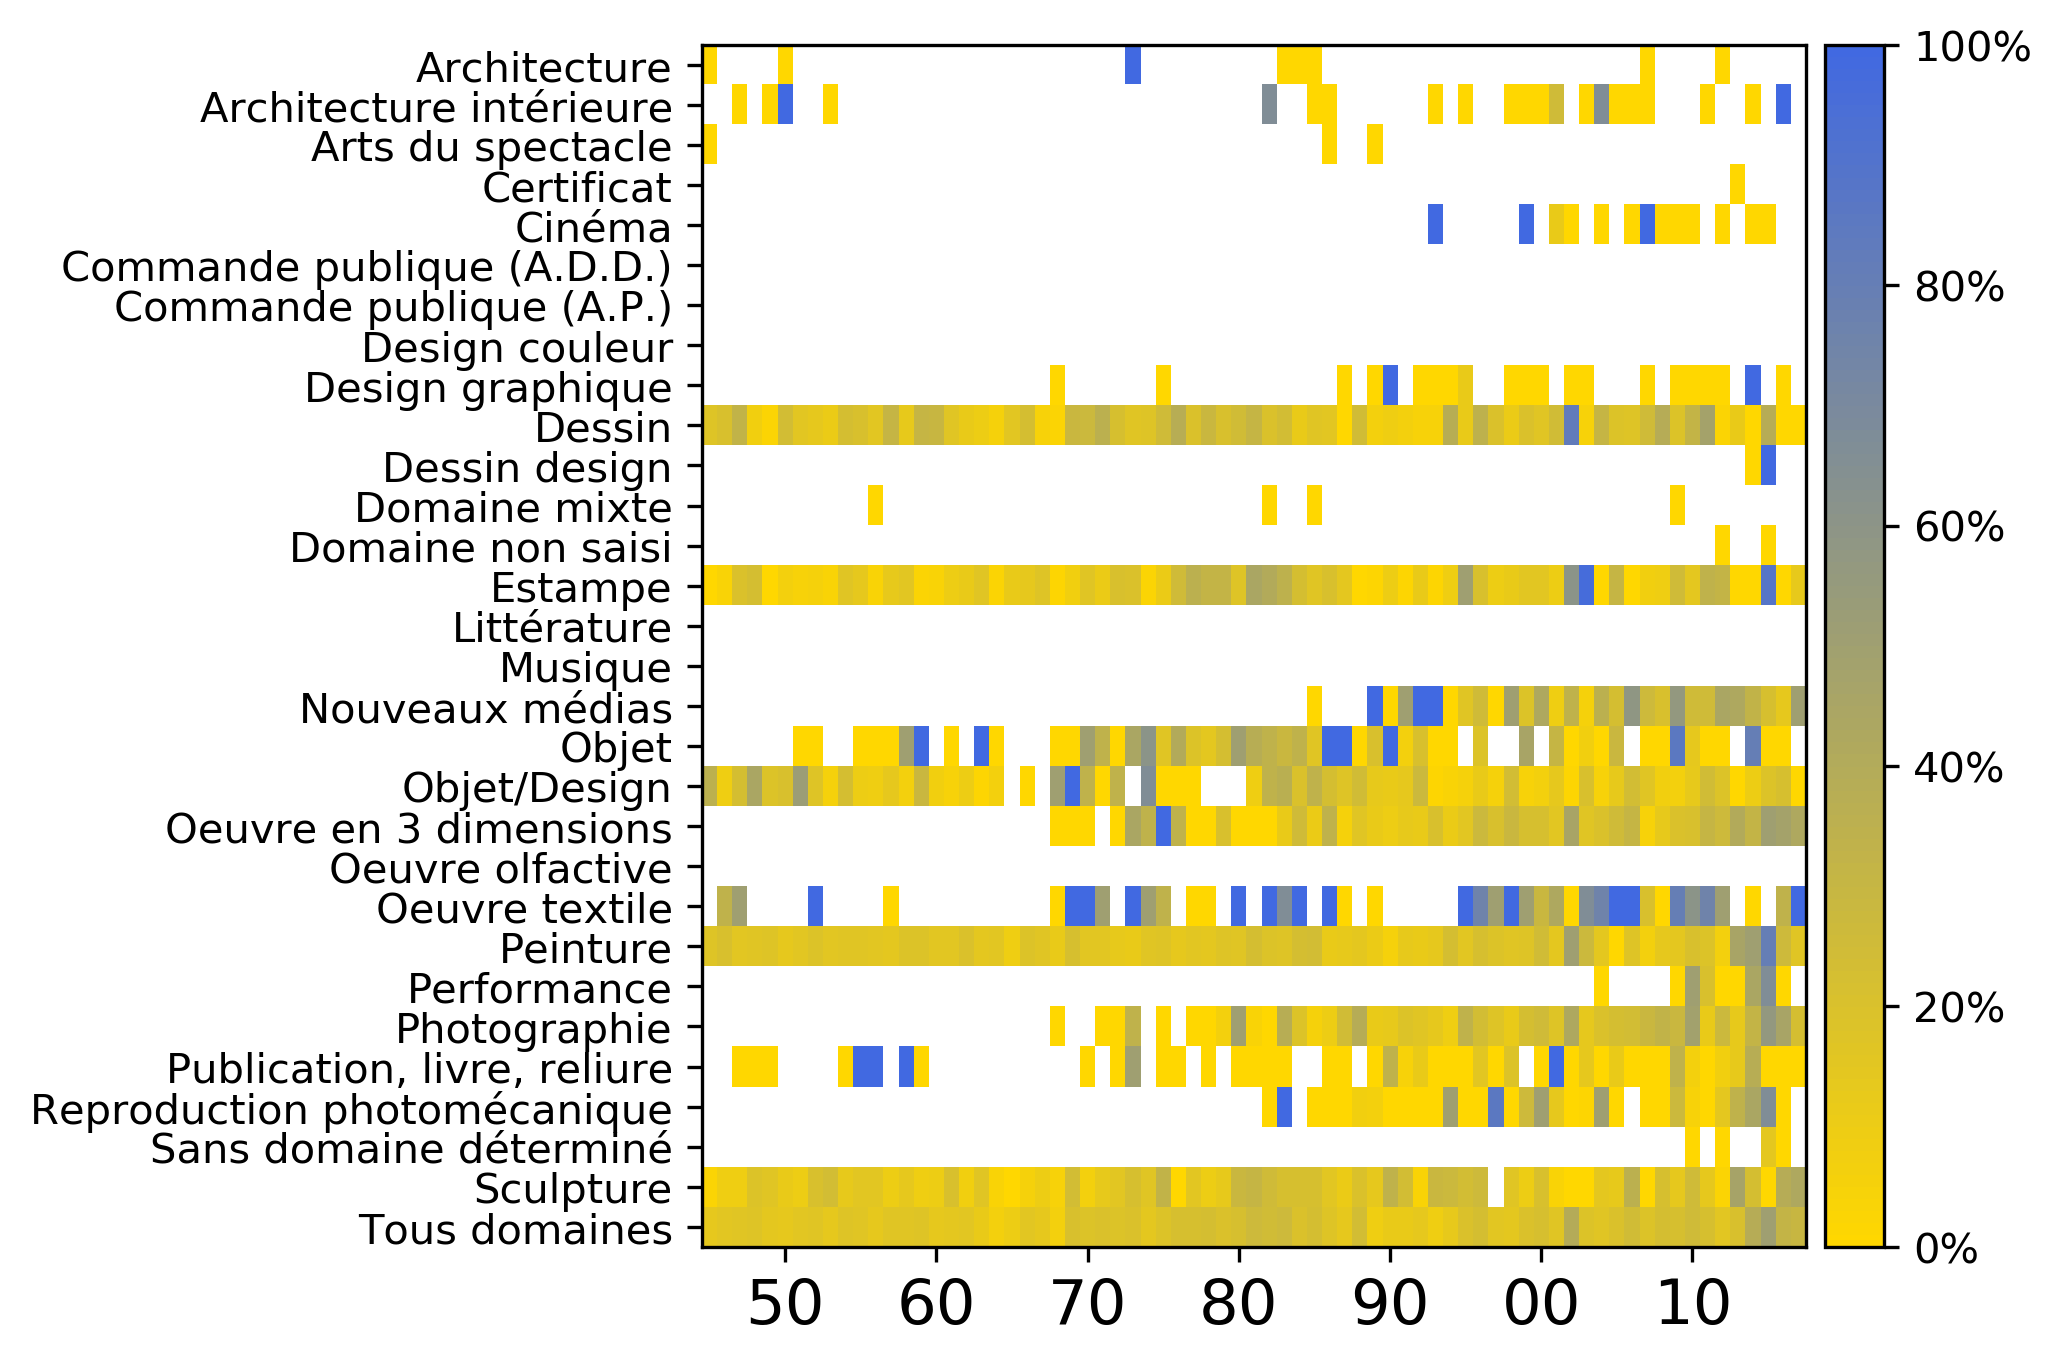 Architecture
Architecture intérieure
Arts du spectacle
Certificat
Cinéma
Commande publique (A.D.D.)
Commande publique (A.P.)
Design couleur
Design graphique
Dessin
Dessin design
Domaine mixte
Domaine non saisi
Estampe
Littérature
Musique
Nouveaux médias
Objet
Objet/Design
Oeuvre en 3 dimensions
Oeuvre olfactive
Oeuvre textile
Peinture
Performance
Photographie
Publication, livre, reliure
Reproduction photomécanique
Sans domaine déterminé
Sculpture
Tous domaines
50 60 70 80 90 00 10
100%
80%
60%
40%
20%
0%